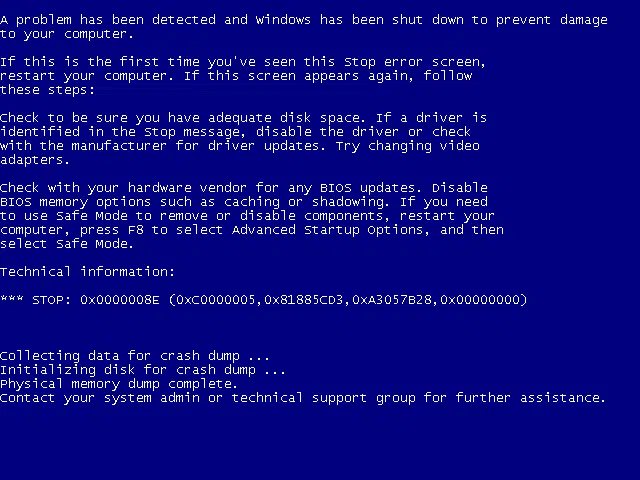 A problem has been detected and Windows has been shut down to prevent damage
to your computer.
If this is the first time you've seen this Stop error screen,
restart your computer. If this screen appears again, follow
these steps:
Check to be sure you have adequate disk space. If a driver is
identified in the Stop message, disable the driver or check
with the manufacturer for driver updates. Try changing video
adapters.
Check with your hardware vendor for any BIOS updates. Disable
BIOS memory options such as caching or shadowing. If you need
to use Safe Mode to remove or disable components, restart your
computer, press F8 to select Advanced Startup Options, and then
select Safe Mode.
Technical information:
*** STOP: 0x0000008E (0xC0000005,0x81885CD3,0xA3057B28,0x00000000)
Collecting data for crash dump ...
Initializing disk for crash dump ...
Physical memory dump complete.
Contact your system admin or technical support group for further assistance.